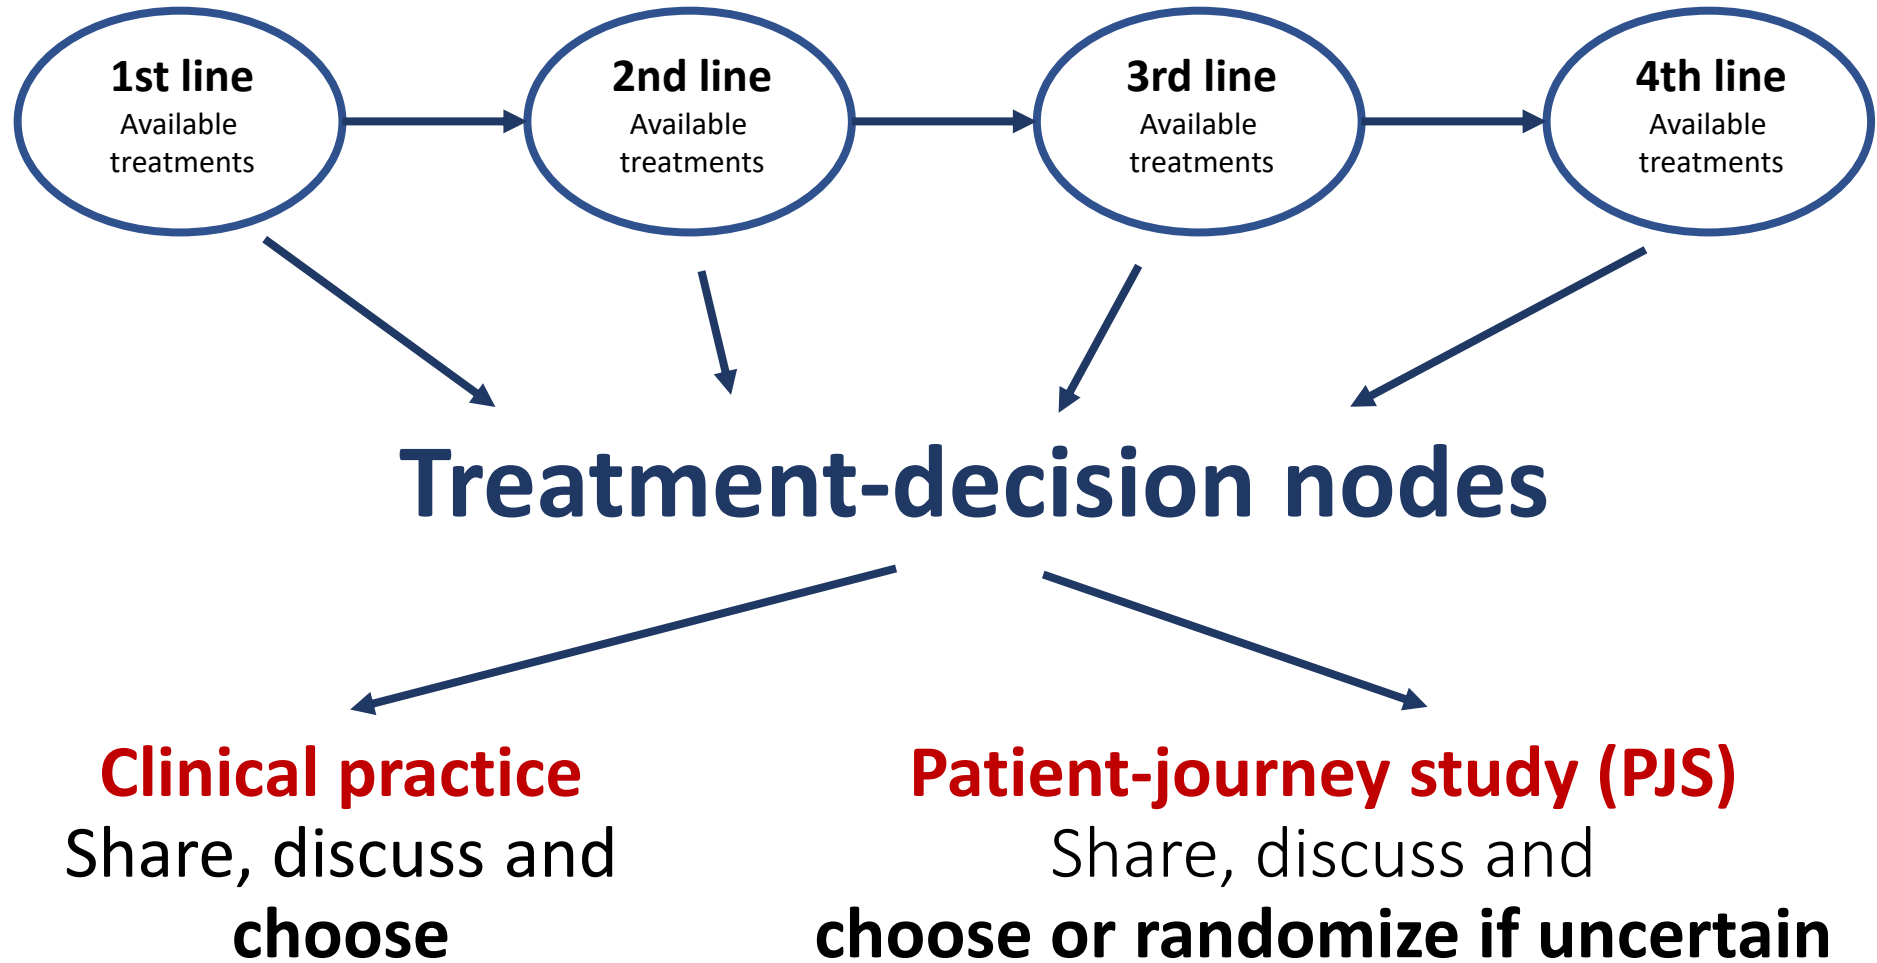 1st line
Available
treatments
2nd line
Available
treatments
3rd line
Available
treatments
4th line
Available
treatments
Treatment-decision nodes
Clinical practice
Share, discuss and
choose
Patient-journey study (PJS)
Share, discuss and
choose or randomize if uncertain